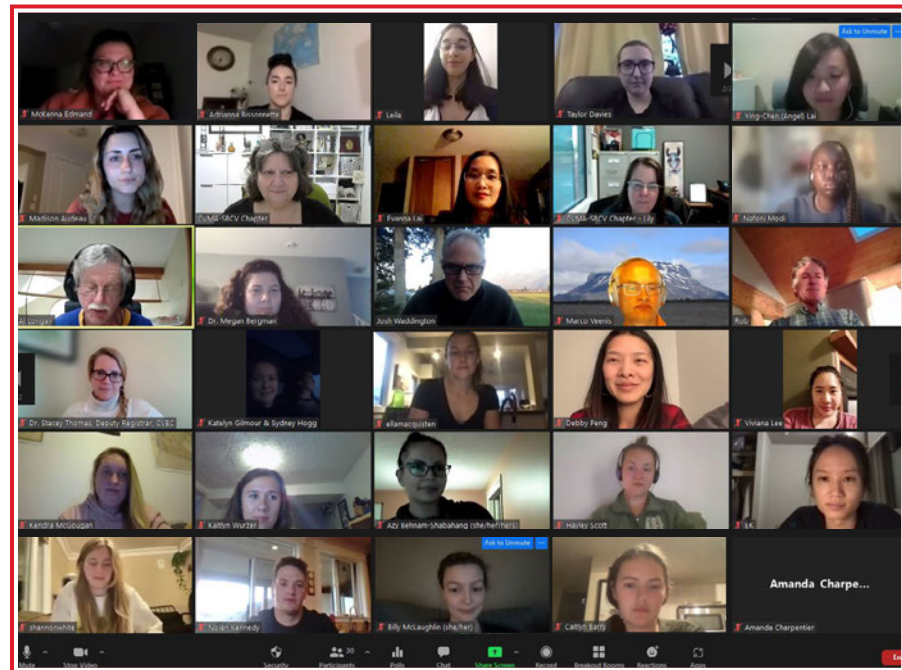 Ask to Unmute
McKenna Edmand
Adrianna Bissonnette
Leila
Taylor Davies
Ying-Chen (Angel) Lai
Madison Audeau
CVMA-SBCV Chapter
Evanna Lai
CVMA-SBCV Chapter - Lily
Nafoni Modi
Al Longair
Dr. Megan Bergman
Josh Waddington
Marco Veenis
Rob
Dr. Stacey Thomas, Deputy Registrar, CVBC
Katelyn Gilmour & Sydney Hogg
ellamacquisten
Debby Peng
Viviana Lee
Kendra McGougan
Kaitlyn Wurzer
Azy Behnam-Shabahang (she/her/hers)
Hayley Scott
Ask to Unmute
Amanda Charpe...
shannonwhite
Nolan Kennedy
Billy McLaughlin (she/her)
Caitlyn Barry
Amanda Charpentier
Mute
Stop Video
Security
Participants
30
Polls
Chat
Share Screen
Record
Breakout Rooms
Reactions
Apps